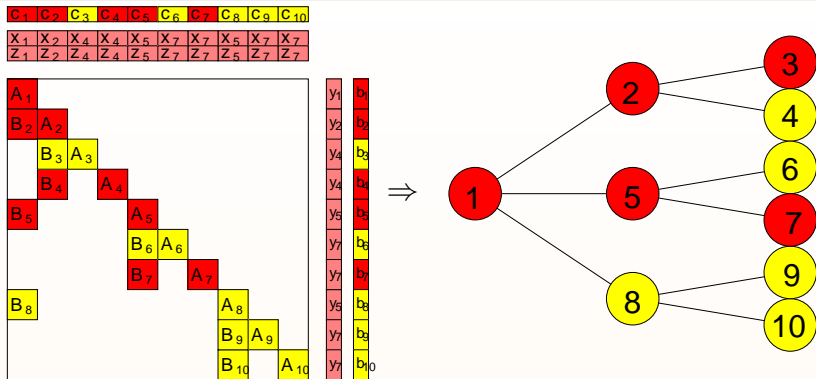 c1 c2 c3 c4 c5 c6 c7 c8 c9 c10
x1 x2 x4 x4 x5 x7 x7 x5 x7 x7
z1 z2 z4 z4 z5 z7 z7 z5 z7 z7
A1 y1 b1
B2 A2 y2 b2
B3 A3 y4 b3
B4 A4 y4 b4
B5 A5 y5 b5
B6 A6 y7 b6
B7 A7 y7 b7
B8 A8 y5 b8
B9 A9 y7 b9
B10 A10 y7 b10
⇒
1
2
5
8
3
4
6
7
9
10